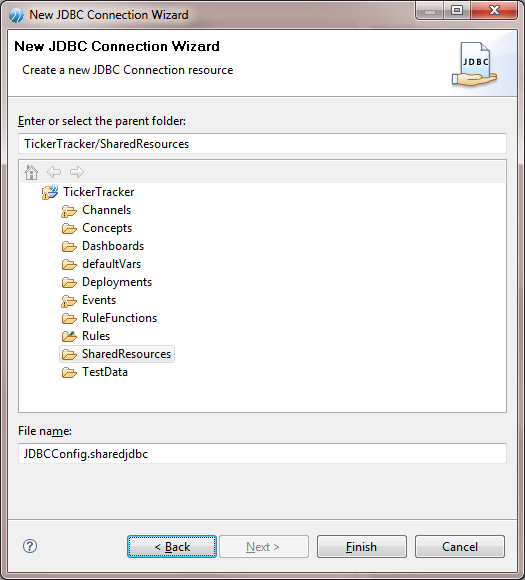 New JDBC Connection Wizard
New JDBC Connection Wizard
Create a new JDBC Connection resource
JDBC
Enter or select the parent folder:
TickerTracker/SharedResources
TickerTracker
Channels
Concepts
Dashboards
defaultVars
Deployments
Events
RuleFunctions
Rules
SharedResources
TestData
File name:
JDBCConfig.sharedjdbc
? < Back Next > Finish Cancel